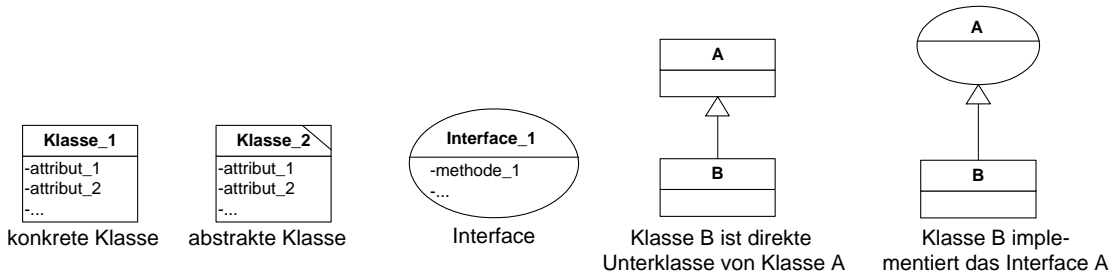 Klasse_1
-attribut_1
-attribut_2
-...
konkrete Klasse
Klasse_2
-attribut_1
-attribut_2
-...
abstrakte Klasse
Interface_1
-methode_1
-...
Interface
A
B
Klasse B ist direkte
Unterklasse von Klasse A
A
B
Klasse B imple-
mentiert das Interface A